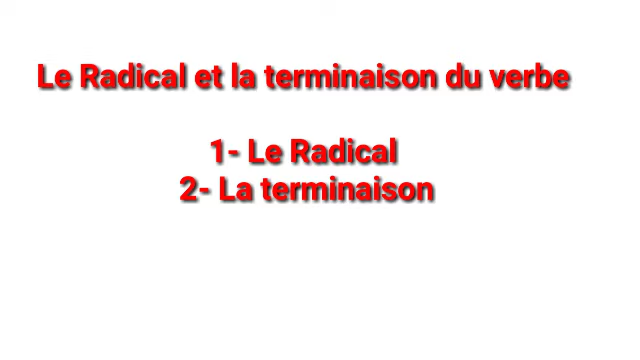 Le Radical et la terminaison du verbe
1- Le Radical
2- La terminaison